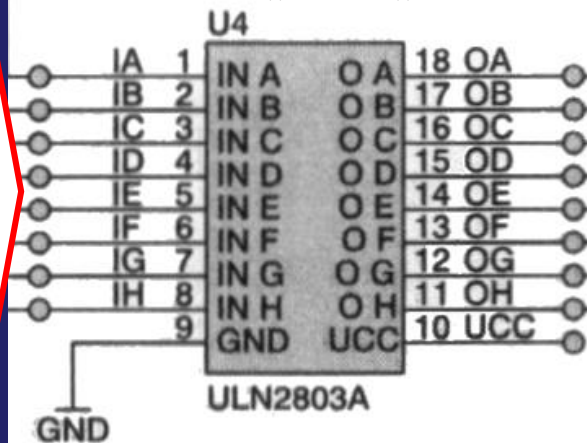 U4
IA 1 IN A O A 18 OA
IB 2 IN B O B 17 OB
IC 3 IN C O C 16 OC
ID 4 IN D O D 15 OD
IE 5 IN E O E 14 OE
IF 6 IN F O F 13 OF
IG 7 IN G O G 12 OG
IH 8 IN H O H 11 OH
9 GND UCC 10 UCC
ULN2803A
GND